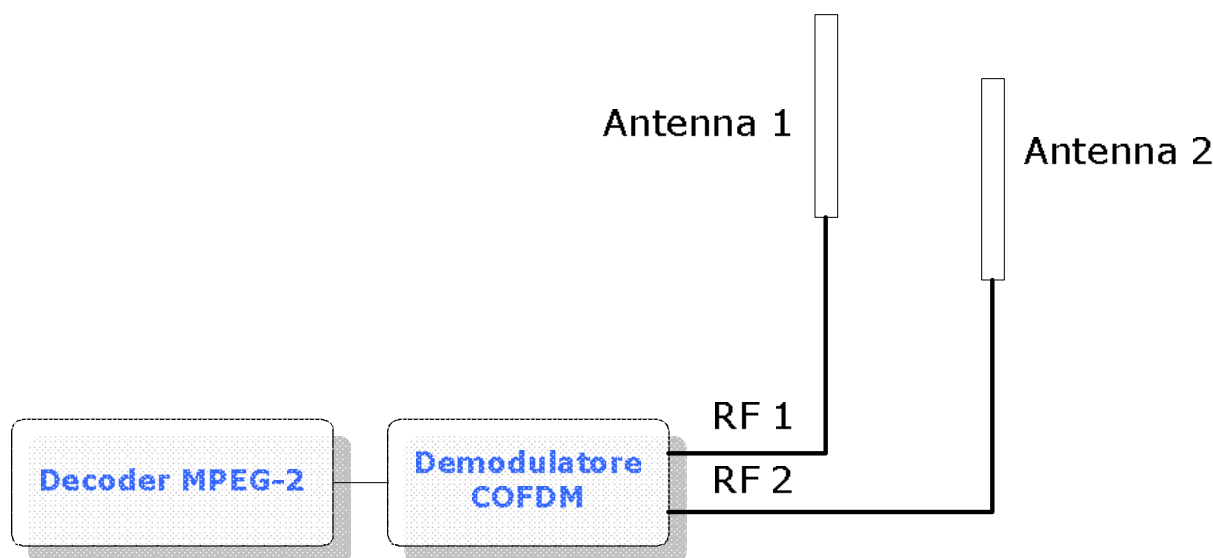 Antenna 1
Antenna 2
RF 1
RF 2
Decoder MPEG-2
Demodulatore
COFDM